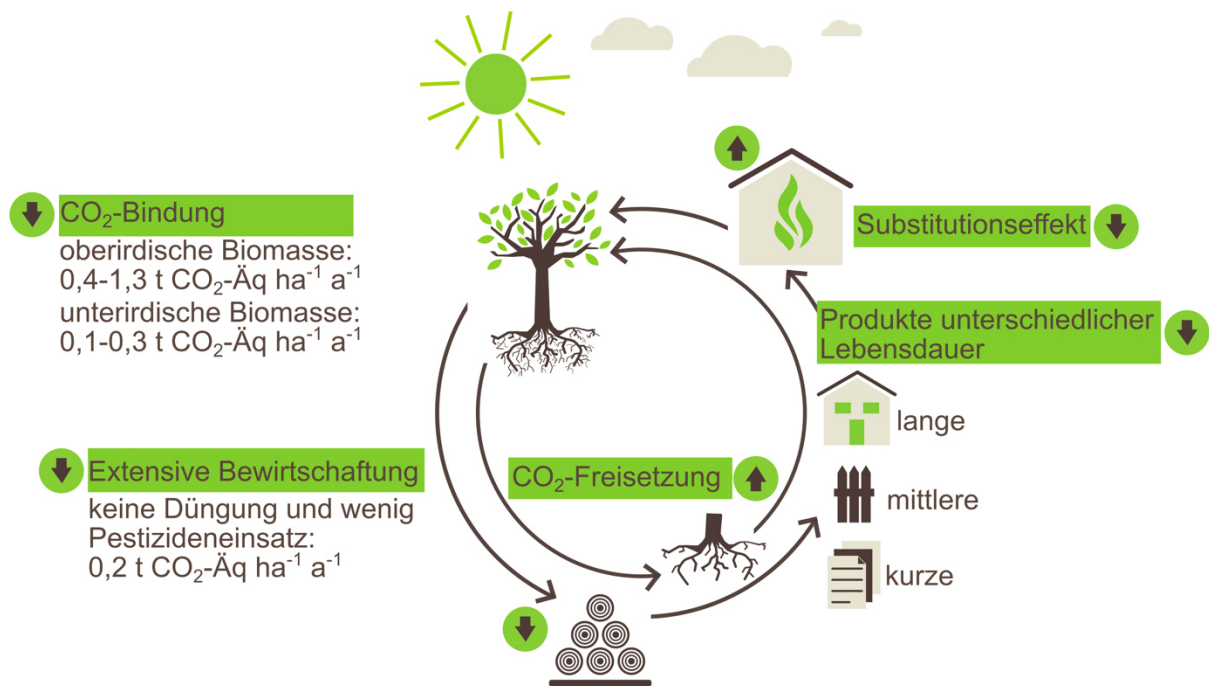 CO₂-Bindung
oberirdische Biomasse:
0,4-1,3 t CO₂-Äq ha⁻¹ a⁻¹
unterirdische Biomasse:
0,1-0,3 t CO₂-Äq ha⁻¹ a⁻¹
Extensive Bewirtschaftung
keine Düngung und wenig
Pestizideneinsatz:
0,2 t CO₂-Äq ha⁻¹ a⁻¹
CO₂-Freisetzung
Substitutionseffekt
Produkte unterschiedlicher
Lebensdauer
lange
mittlere
kurze